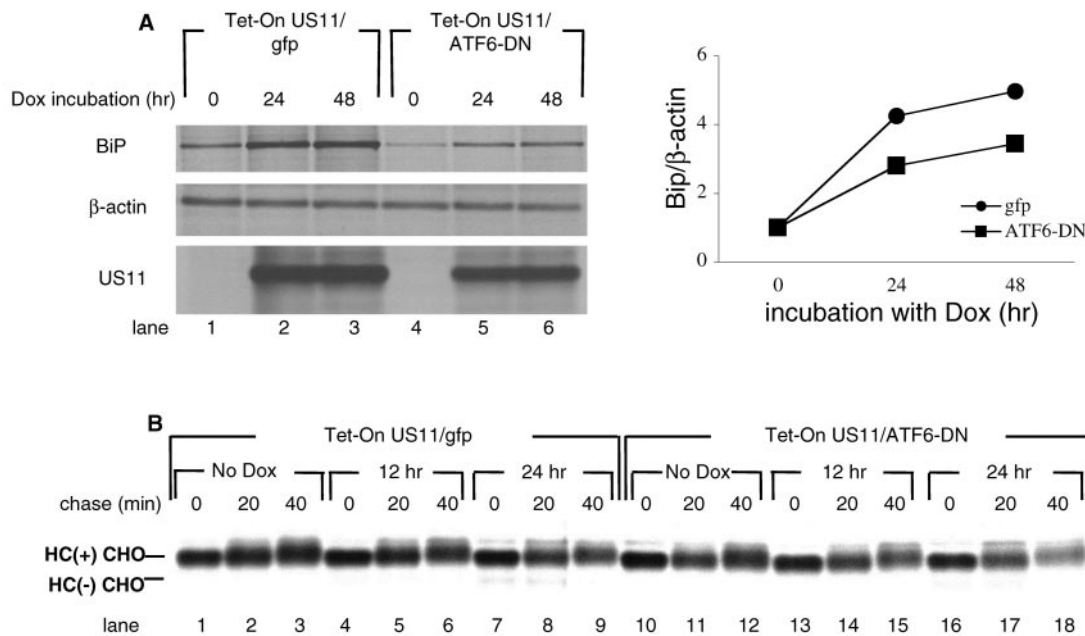 A
Tet-On US11/
gfp
Tet-On US11/
ATF6-DN
Dox incubation (hr) 0 24 48 0 24 48
BiP
β-actin
US11
lane 1 2 3 4 5 6
Bip/β-actin
6
4
2
0
gfp
ATF6-DN
0 24 48
incubation with Dox (hr)
B
Tet-On US11/gfp Tet-On US11/ATF6-DN
No Dox 12 hr 24 hr No Dox 12 hr 24 hr
chase (min) 0 20 40 0 20 40 0 20 40 0 20 40 0 20 40 0 20 40
HC(+) CHO
HC(-) CHO
lane 1 2 3 4 5 6 7 8 9 10 11 12 13 14 15 16 17 18